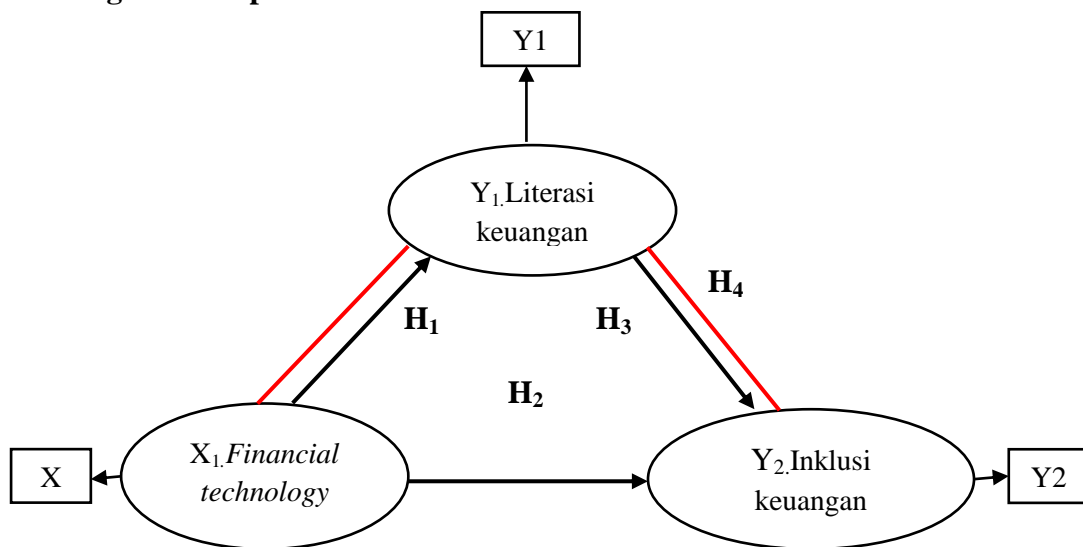 Y1
Y₁.Literasi
keuangan
H₄
H₁
H₃
H₂
X₁.Financial
technology
X
Y₂.Inklusi
keuangan
Y2